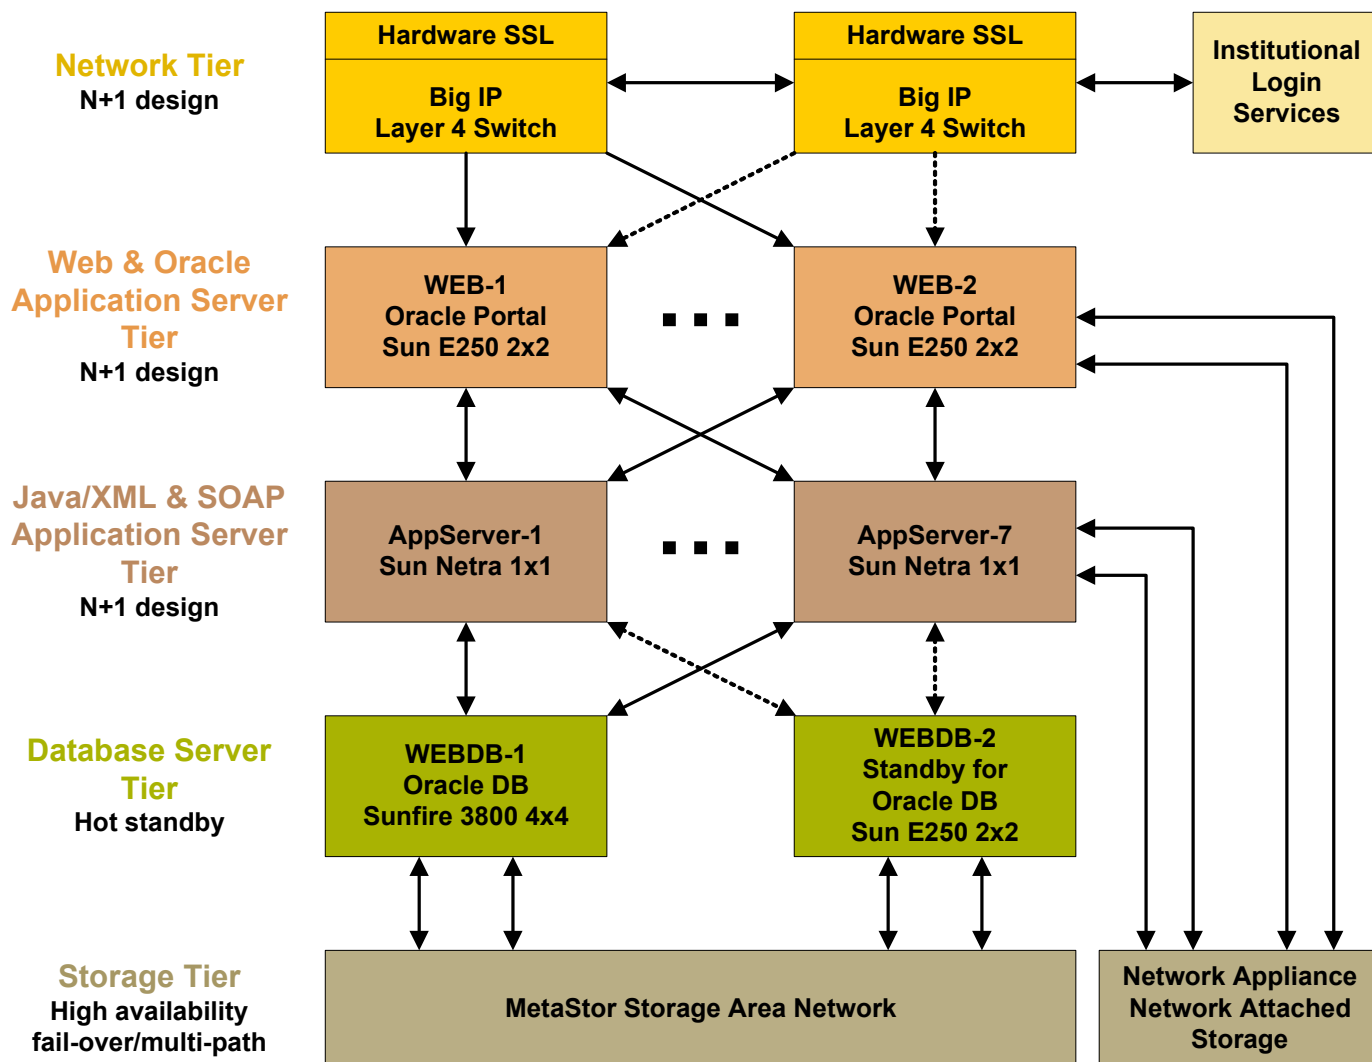 Network Tier
N+1 design
Hardware SSL
Big IP
Layer 4 Switch
Hardware SSL
Big IP
Layer 4 Switch
Institutional
Login
Services
Web & Oracle
Application Server
Tier
N+1 design
WEB-1
Oracle Portal
Sun E250 2x2
WEB-2
Oracle Portal
Sun E250 2x2
Java/XML & SOAP
Application Server
Tier
N+1 design
AppServer-1
Sun Netra 1x1
AppServer-7
Sun Netra 1x1
Database Server
Tier
Hot standby
WEBDB-1
Oracle DB
Sunfire 3800 4x4
WEBDB-2
Standby for
Oracle DB
Sun E250 2x2
Storage Tier
High availability
fail-over/multi-path
MetaStor Storage Area Network
Network Appliance
Network Attached
Storage